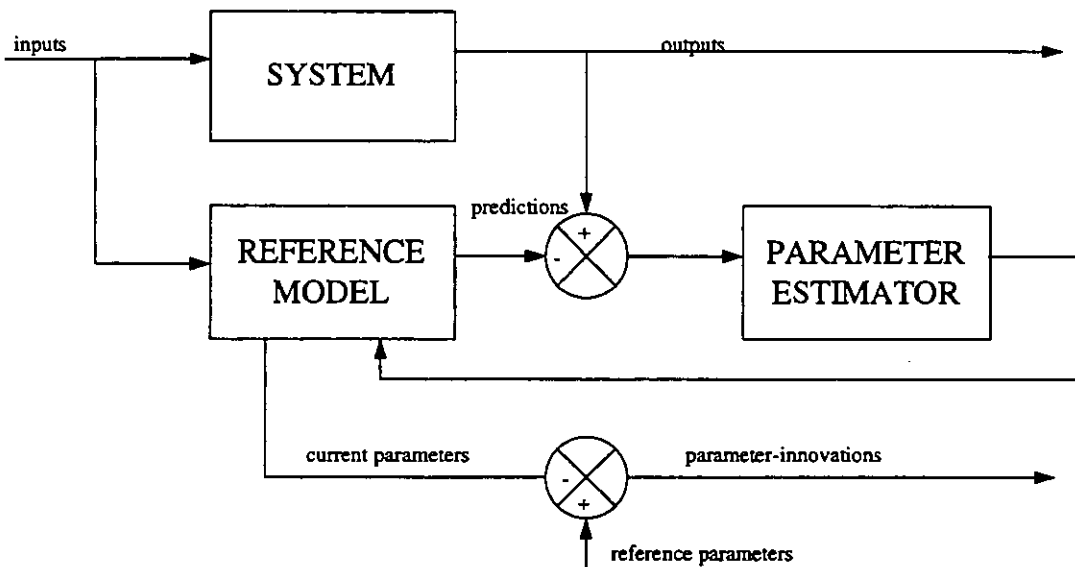 inputs
outputs
SYSTEM
predictions
+
-
REFERENCE
MODEL
PARAMETER
ESTIMATOR
current parameters
parameter-innovations
-
+
reference parameters